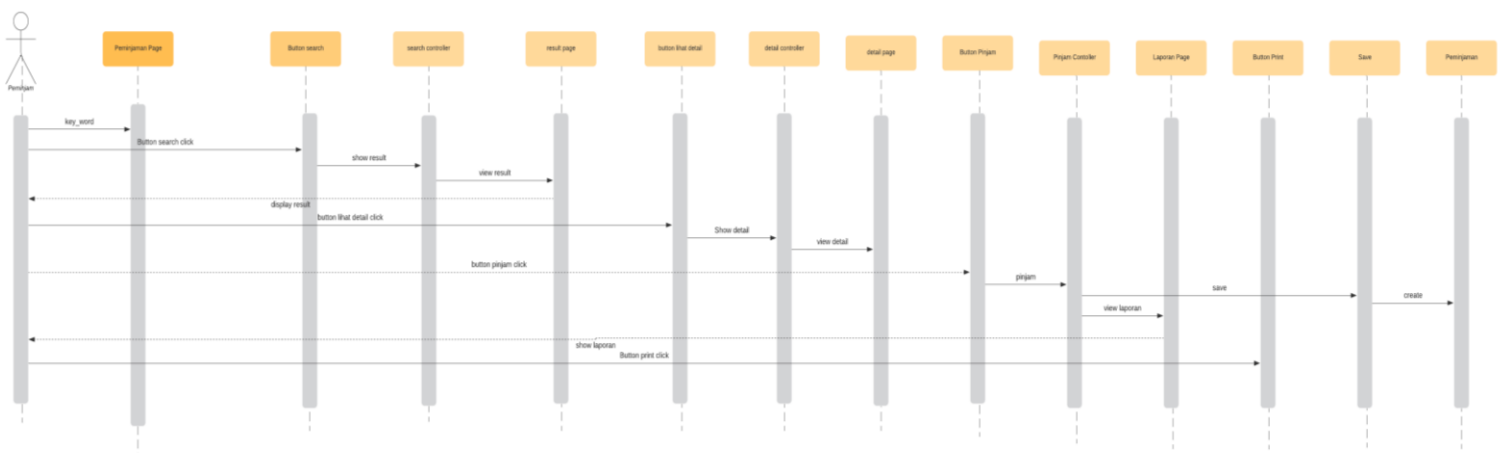 Peminjaman Page
Button search
search controller
result page
button lihat detail
detail controller
detail page
Button Pinjam
Pinjam Contoller
Laporan Page
Button Print
Save
Peminjaman
Peminjam
key_word
Button search click
show result
view result
display result
button lihat detail click
Show detail
view detail
button pinjam click
pinjam
save
create
view laporan
show laporan
Button print click